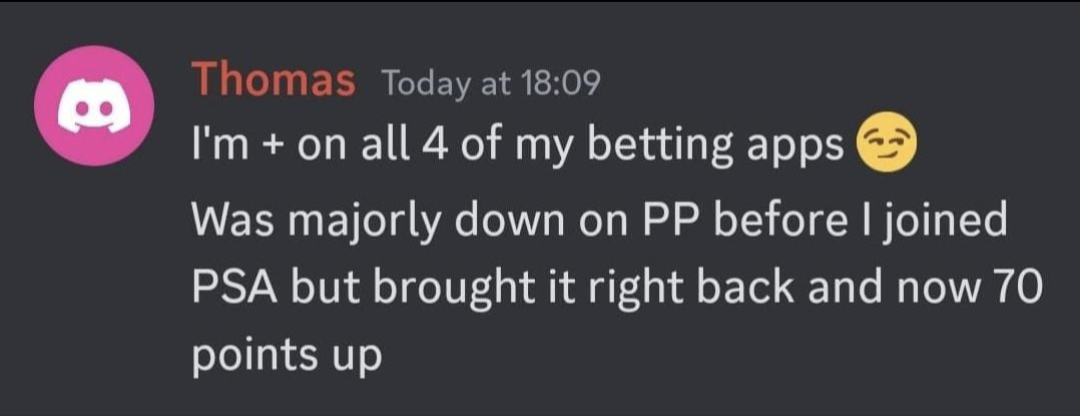 Thomas Today at 18:09
I'm + on all 4 of my betting apps 😏
Was majorly down on PP before I joined
PSA but brought it right back and now 70
points up